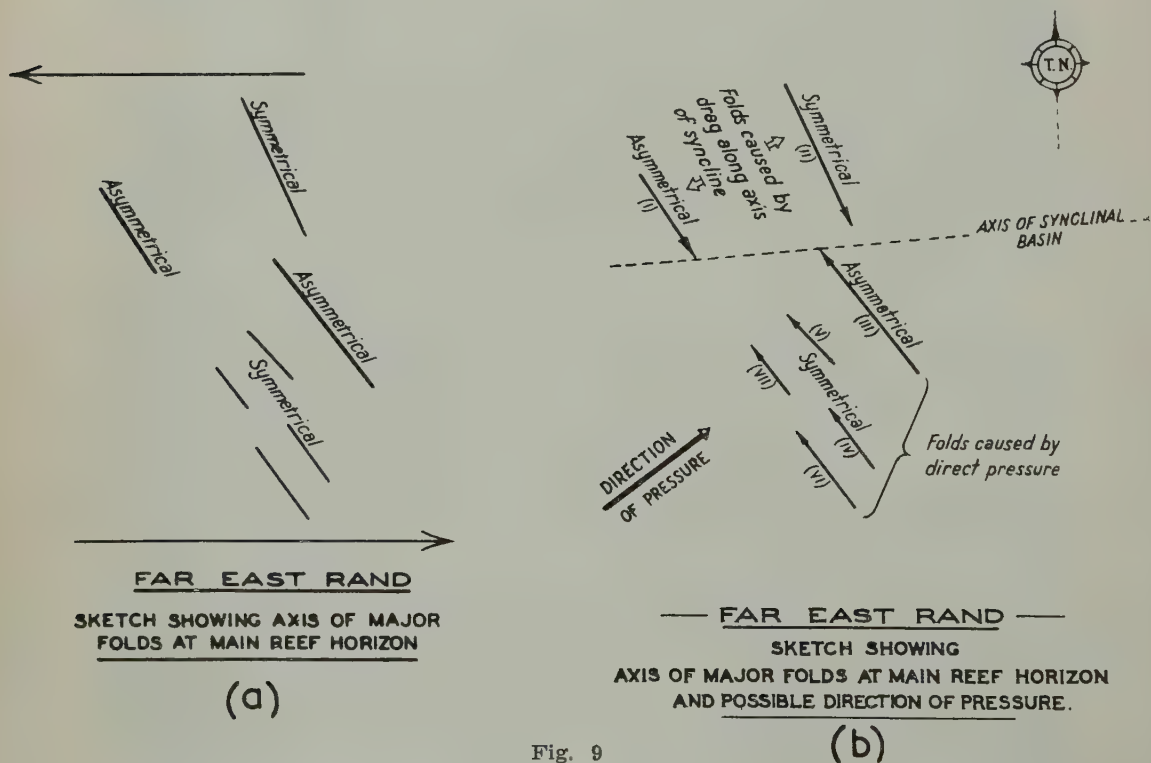 Symmetrical
Asymmetrical
Asymmetrical
Symmetrical
FAR EAST RAND
SKETCH SHOWING AXIS OF MAJOR
FOLDS AT MAIN REEF HORIZON
(a)
T.N.
Symmetrical
(II)
Folds caused by
drag along axis
of syncline
Asymmetrical
(I)
AXIS OF SYNCLINAL
BASIN
Asymmetrical
(III)
(V)
(VII)
Symmetrical
(IV)
(VI)
DIRECTION
OF PRESSURE
Folds caused by
direct pressure
FAR EAST RAND
SKETCH SHOWING
AXIS OF MAJOR FOLDS AT MAIN REEF HORIZON
AND POSSIBLE DIRECTION OF PRESSURE.
(b)
Fig. 9